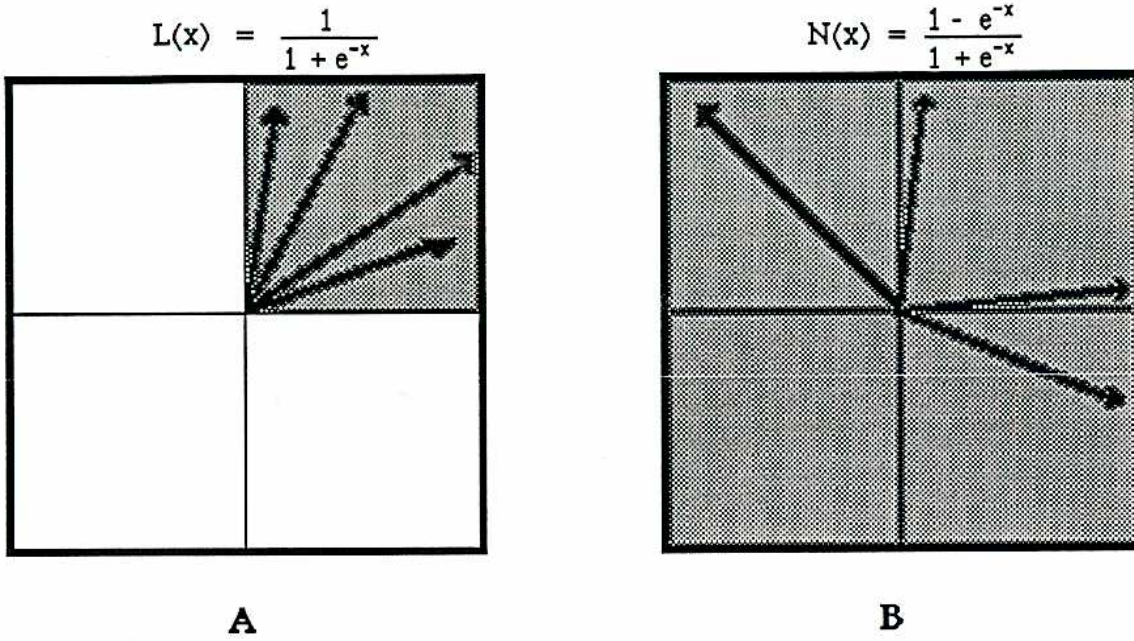 L(x) = 1 / (1 + e^-x)
N(x) = (1 - e^-x) / (1 + e^-x)
A
B